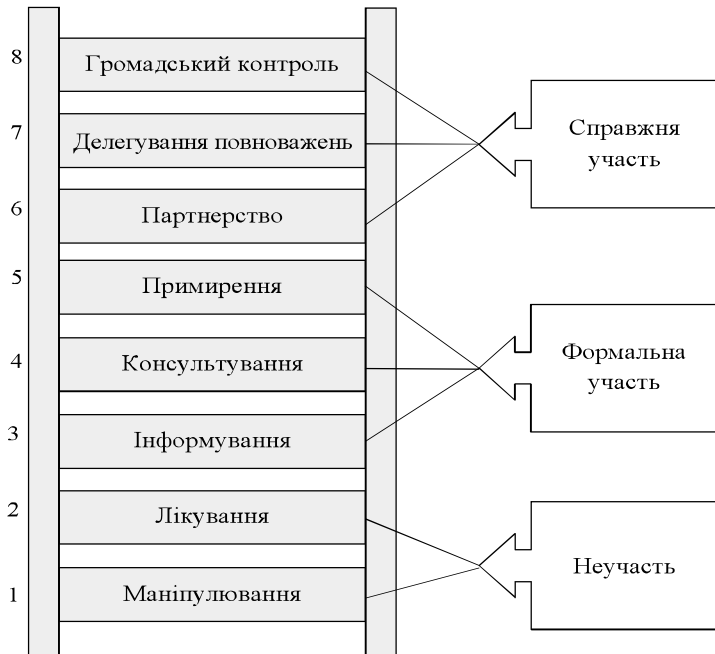 8
Громадський контроль
7
Делегування повноважень
6
Партнерство
5
Примирення
4
Консультування
3
Інформування
2
Лікування
1
Маніпулювання
Справжня
участь
Формальна
участь
Неучасть